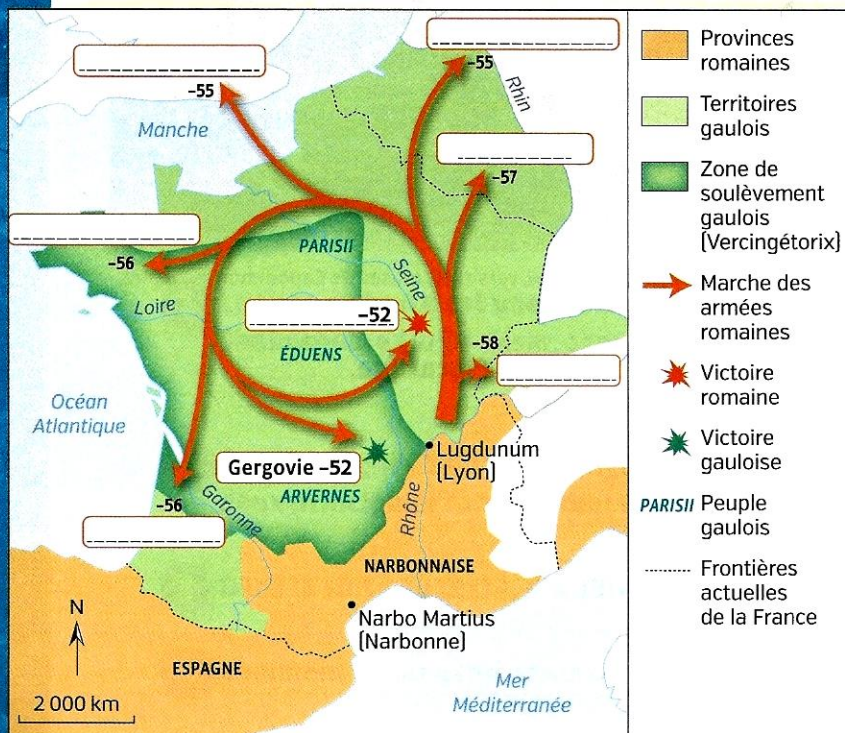 –55
–55
Rhin
Manche
–57
–56
PARISII
Seine
Loire
–52
–58
ÉDUENS
Océan
Atlantique
Lugdunum
(Lyon)
Gergovie –52
ARVERNES
–56
Garonne
Rhône
NARBONNAISE
N
Narbo Martius
(Narbonne)
ESPAGNE
2 000 km
Mer
Méditerranée
Provinces
romaines
Territoires
gaulois
Zone de
soulèvement
gaulois
(Vercingétorix)
Marche des
armées
romaines
Victoire
romaine
Victoire
gauloise
PARISII Peuple
gaulois
Frontières
actuelles
de la France